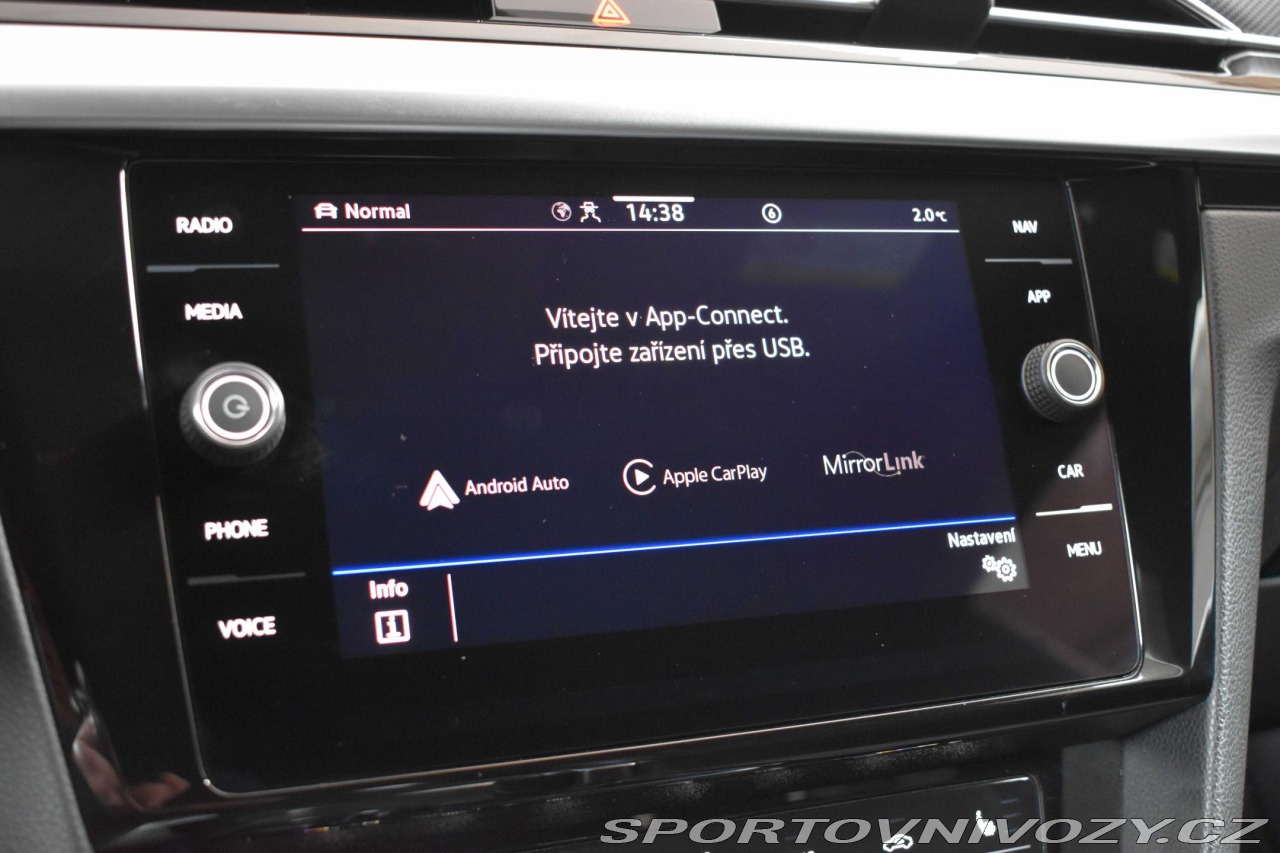 RADIO
MEDIA
PHONE
VOICE
Normal
14:38
6
2.0°C
Vítejte v App-Connect.
Připojte zařízení přes USB.
Android Auto
Apple CarPlay
MirrorLink
Nastavení
Info
i
NAV
APP
CAR
MENU
SPORTOVNIVOZY.CZ